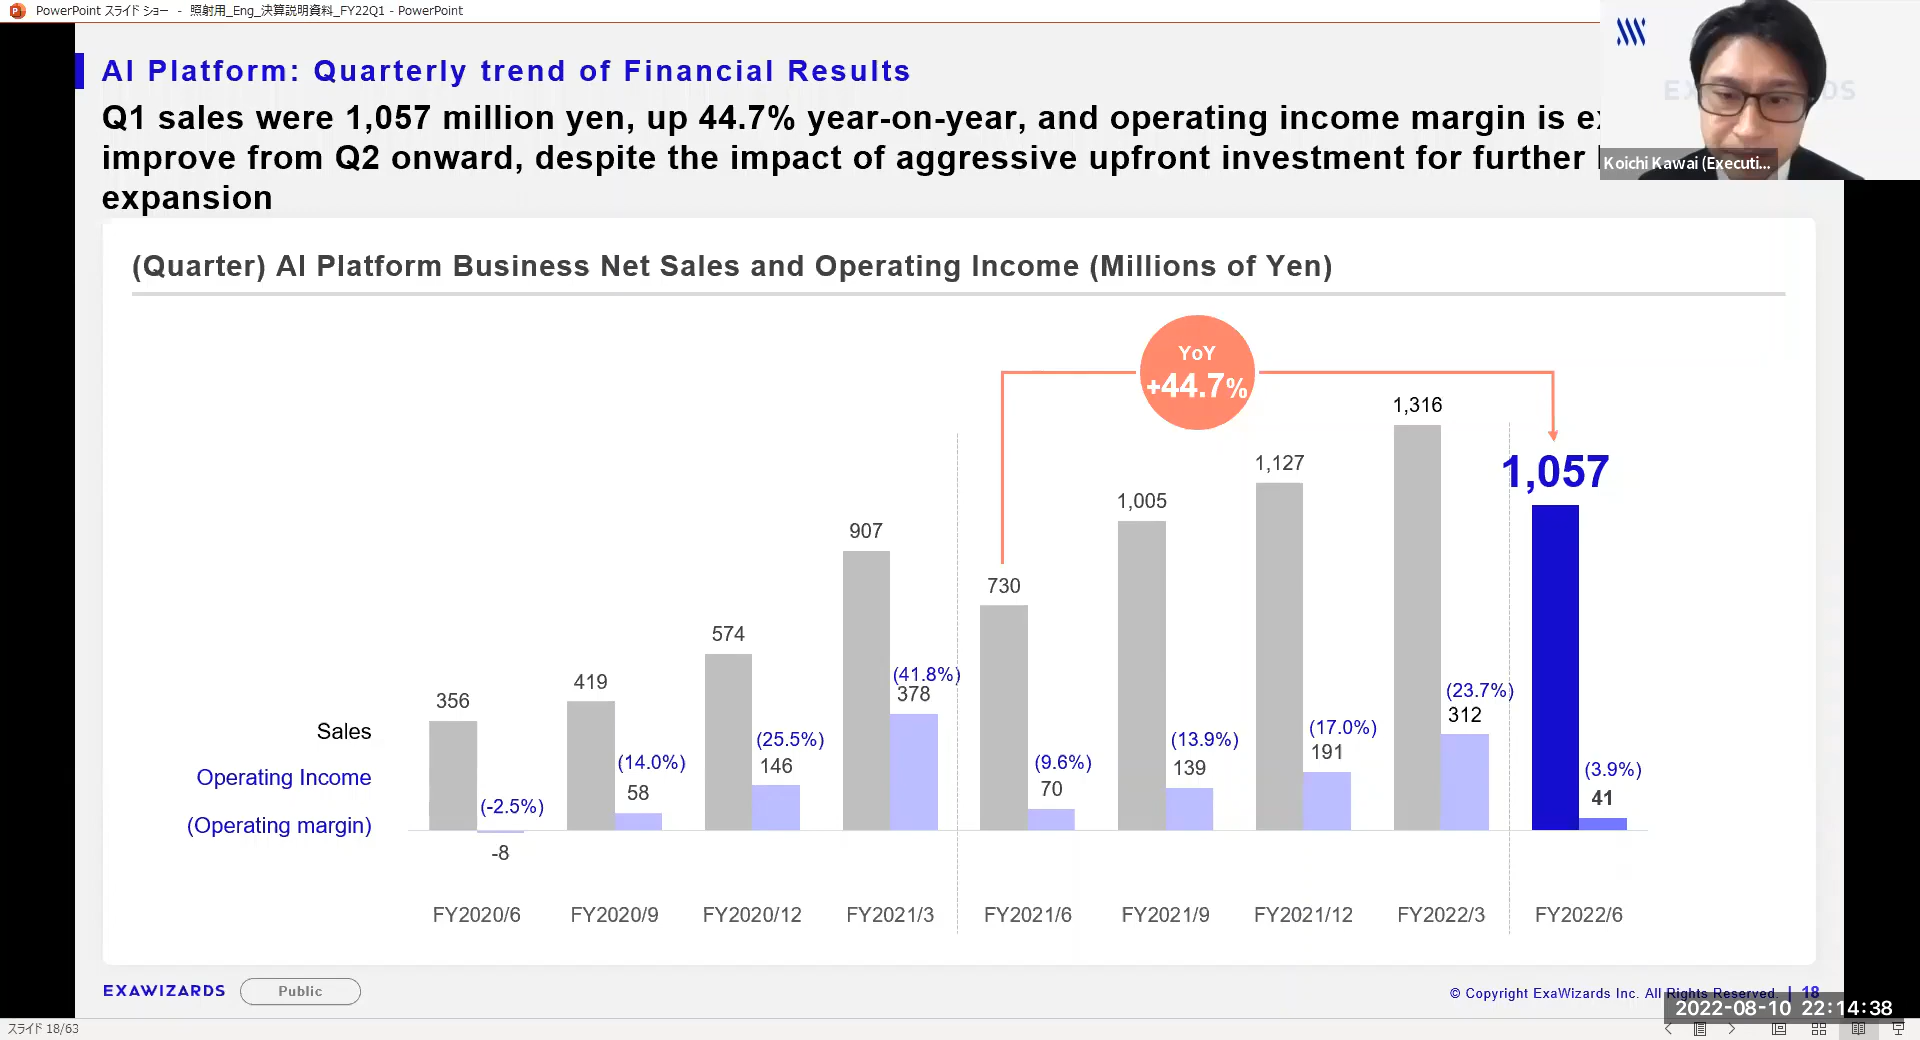 PowerPoint スライド ショー - 照射用_Eng_決算説明資料_FY22Q1 - PowerPoint
AI Platform: Quarterly trend of Financial Results
Q1 sales were 1,057 million yen, up 44.7% year-on-year, and operating income margin is
improve from Q2 onward, despite the impact of aggressive upfront investment for further
expansion
Koichi Kawai (Executi...
(Quarter) AI Platform Business Net Sales and Operating Income (Millions of Yen)
YoY
+44.7%
Sales
Operating Income
(Operating margin)
356
(-2.5%)
-8
419
(14.0%)
58
574
(25.5%)
146
907
(41.8%)
378
730
(9.6%)
70
1,005
(13.9%)
139
1,127
(17.0%)
191
1,316
(23.7%)
312
1,057
(3.9%)
41
FY2020/6 FY2020/9 FY2020/12 FY2021/3 FY2021/6 FY2021/9 FY2021/12 FY2022/3 FY2022/6
EXAWIZARDS
Public
© Copyright ExaWizards Inc. All Rights Reserved. | 18
2022-08-10 22:14:38
スライド 18/63